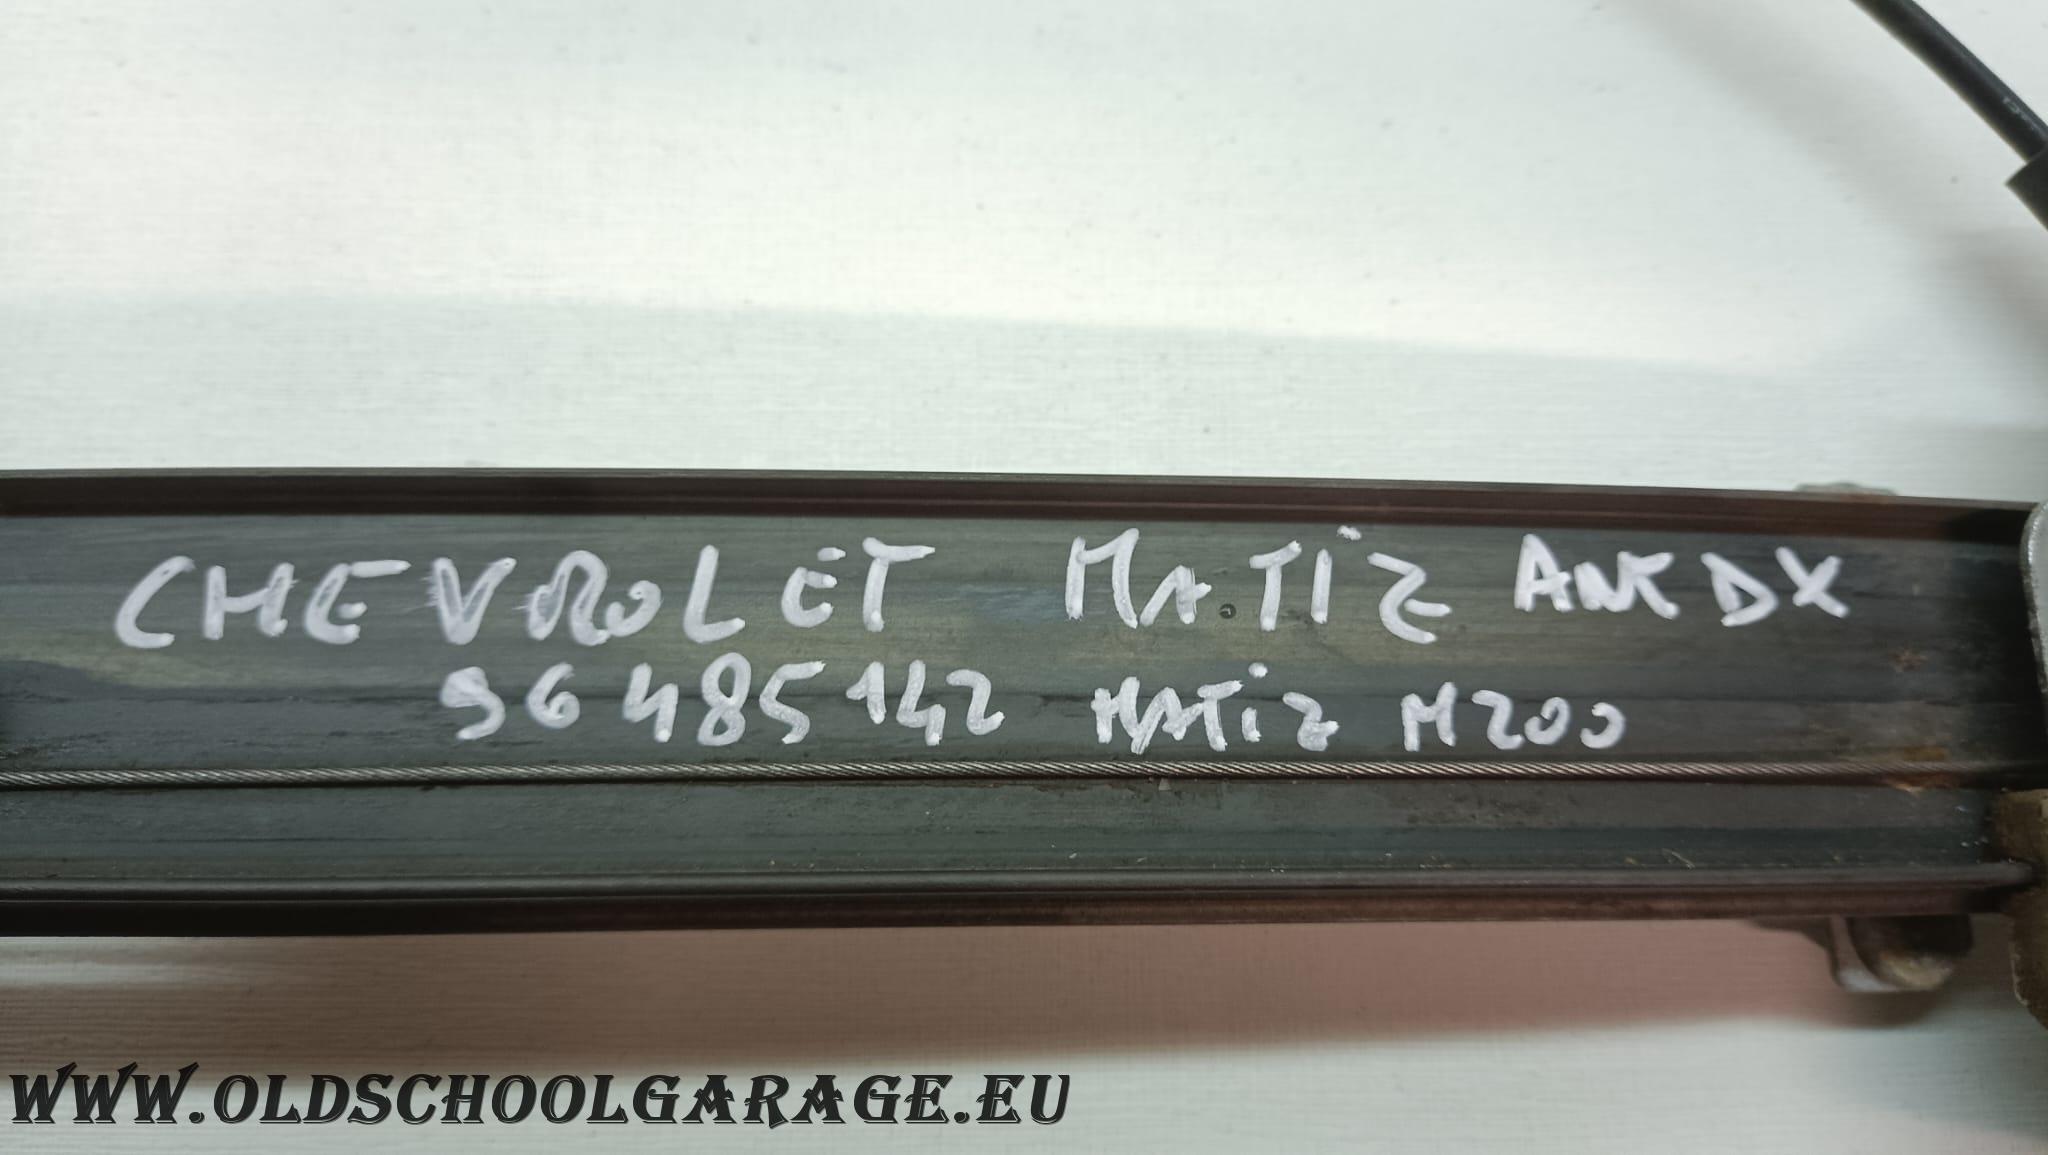 CHEVROLET MATiZ ANT DX
96485142 MATiz M200
WWW.OLDSCHOOLGARAGE.EU